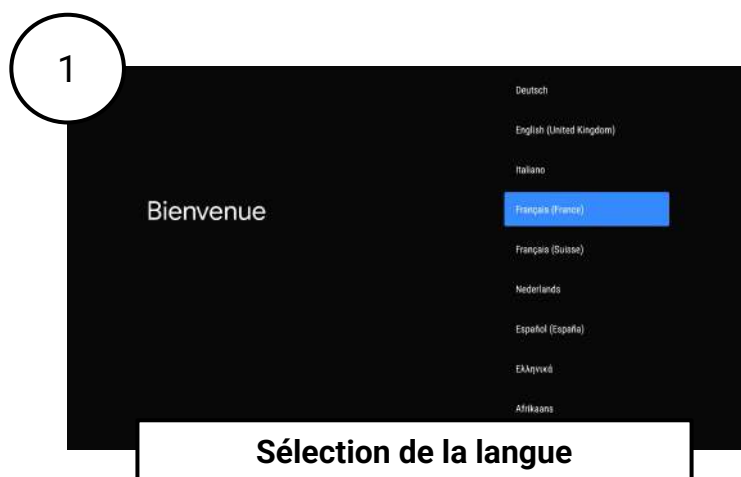 1
Deutsch
English (United Kingdom)
Italiano
Bienvenue
Français (France)
Français (Suisse)
Nederlands
Español (España)
Ελληνικά
Afrikaans
Sélection de la langue